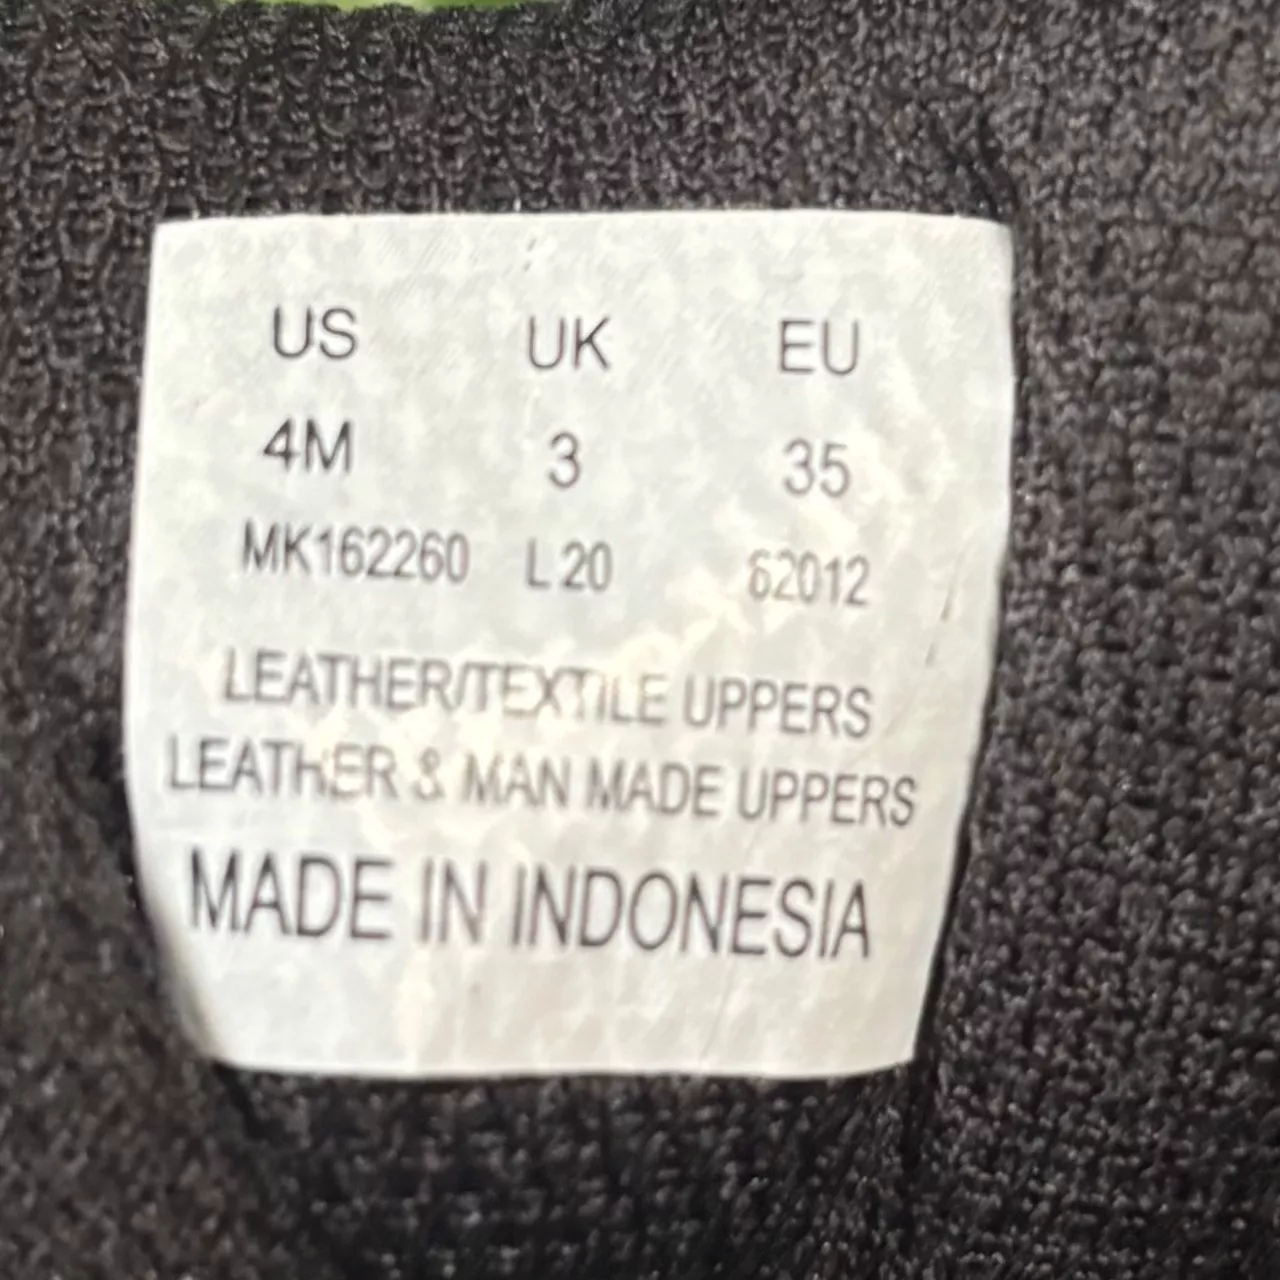 US UK EU
4M 3 35
MK162260 L 20 62012
LEATHER/TEXTILE UPPERS
LEATHER & MAN MADE UPPERS
MADE IN INDONESIA